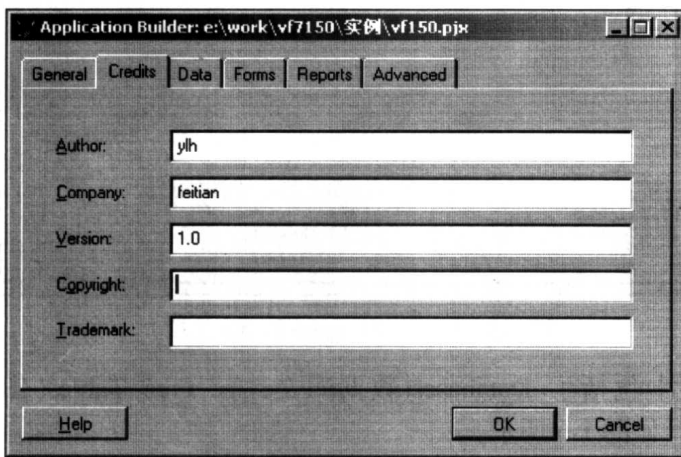 Application Builder: e:\work\vf7150\实例\vf150.pjx
General Credits Data Forms Reports Advanced
Author: ylh
Company: feitian
Version: 1.0
Copyright:
Trademark:
Help OK Cancel